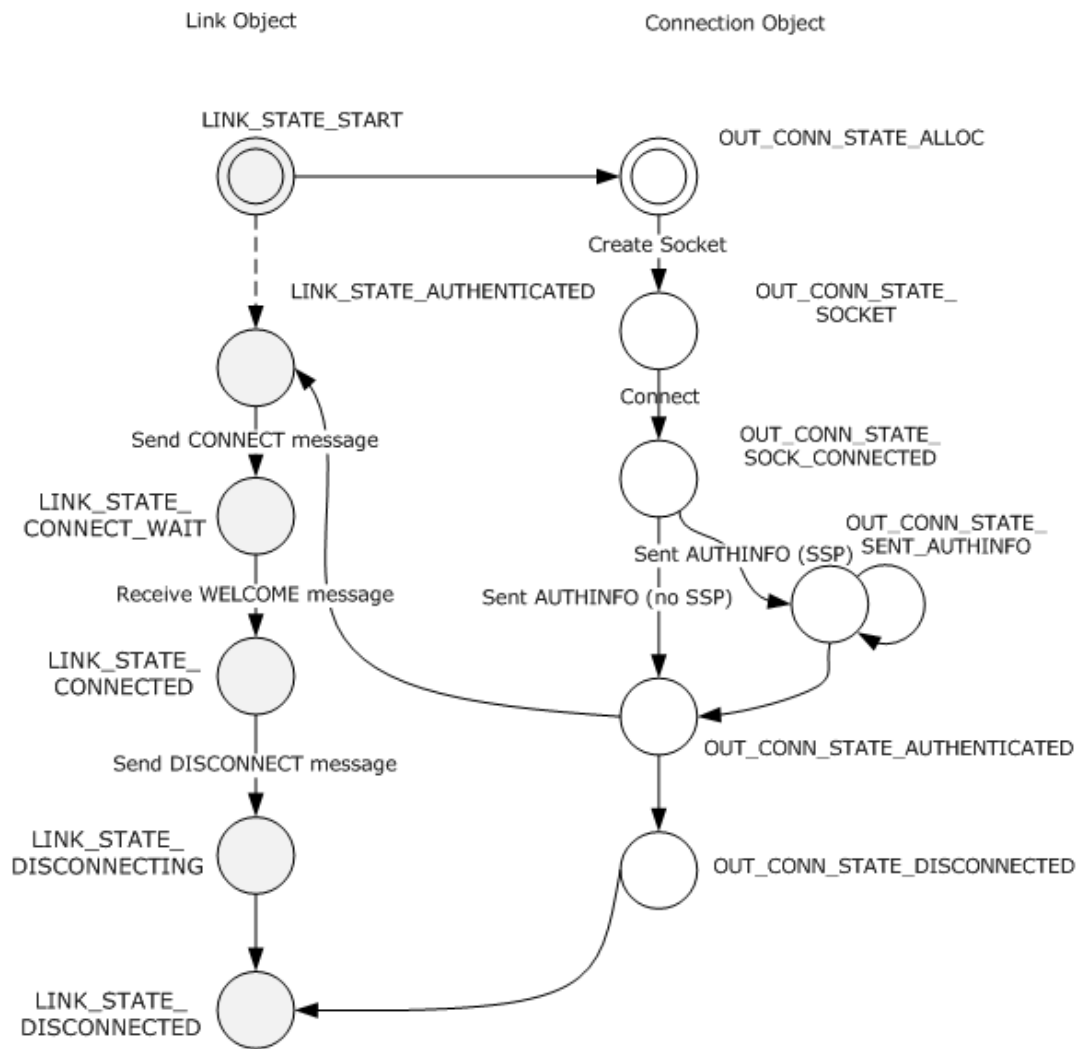 Link Object
Connection Object
LINK_STATE_START
OUT_CONN_STATE_ALLOC
Create Socket
LINK_STATE_AUTHENTICATED
OUT_CONN_STATE_
SOCKET
Connect
Send CONNECT message
OUT_CONN_STATE_
SOCK_CONNECTED
LINK_STATE_
CONNECT_WAIT
OUT_CONN_STATE_
SENT_AUTHINFO
Sent AUTHINFO (SSP)
Receive WELCOME message
Sent AUTHINFO (no SSP)
LINK_STATE_
CONNECTED
OUT_CONN_STATE_AUTHENTICATED
Send DISCONNECT message
LINK_STATE_
DISCONNECTING
OUT_CONN_STATE_DISCONNECTED
LINK_STATE_
DISCONNECTED